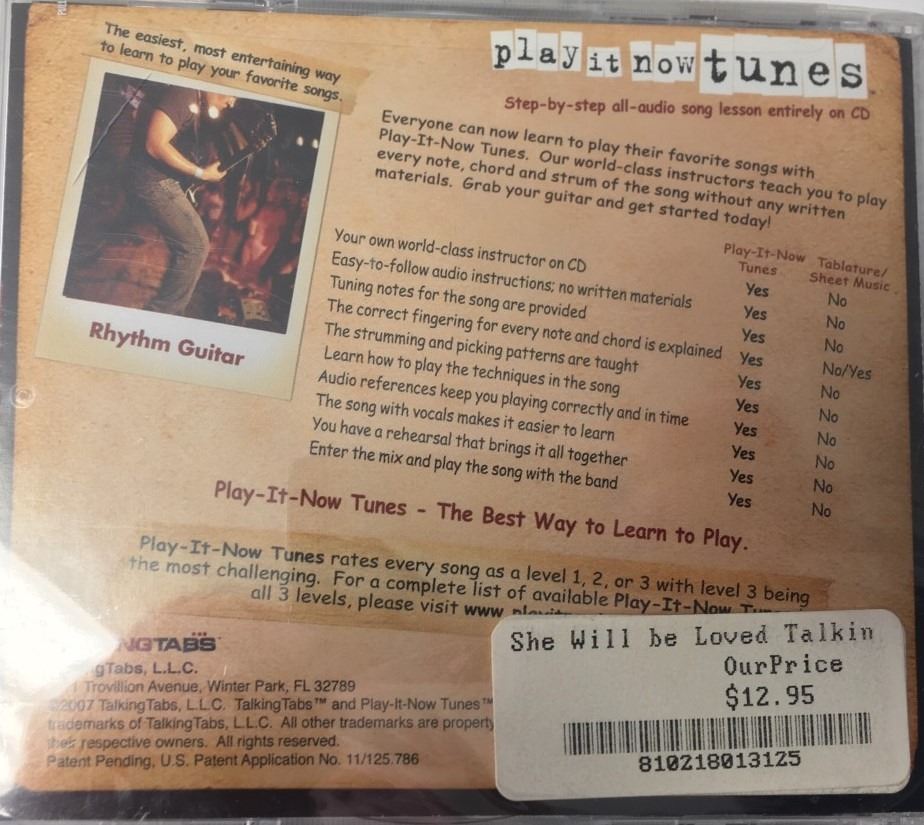 The easiest, most entertaining way
to learn to play your favorite songs.
play it now tunes
Step-by-step all-audio song lesson entirely on CD
Everyone can now learn to play their favorite songs with
Play-It-Now Tunes. Our world-class instructors teach you to play
every note, chord and strum of the song without any written
materials. Grab your guitar and get started today!
Rhythm Guitar
Play-It-Now Tunes
Tablature/ Sheet Music
Your own world-class instructor on CD Yes No
Easy-to-follow audio instructions; no written materials Yes No
Tuning notes for the song are provided Yes No
The correct fingering for every note and chord is explained Yes No/Yes
The strumming and picking patterns are taught Yes No
Learn how to play the techniques in the song Yes No
Audio references keep you playing correctly and in time Yes No
The song with vocals makes it easier to learn Yes No
You have a rehearsal that brings it all together Yes No
Enter the mix and play the song with the band Yes No
Play-It-Now Tunes - The Best Way to Learn to Play.
Play-It-Now Tunes rates every song as a level 1, 2, or 3 with level 3 being
the most challenging. For a complete list of available Play-It-Now
all 3 levels, please visit www
NGTABS
gTabs, L.L.C.
Trovillion Avenue, Winter Park, FL 32789
©2007 TalkingTabs, L.L.C. TalkingTabs™ and Play-It-Now Tunes™
trademarks of TalkingTabs, L.L.C. All other trademarks are property
their respective owners. All rights reserved.
Patent Pending, U.S. Patent Application No. 11/125.786
She Will be Loved Talkin
OurPrice
$12.95
810218013125